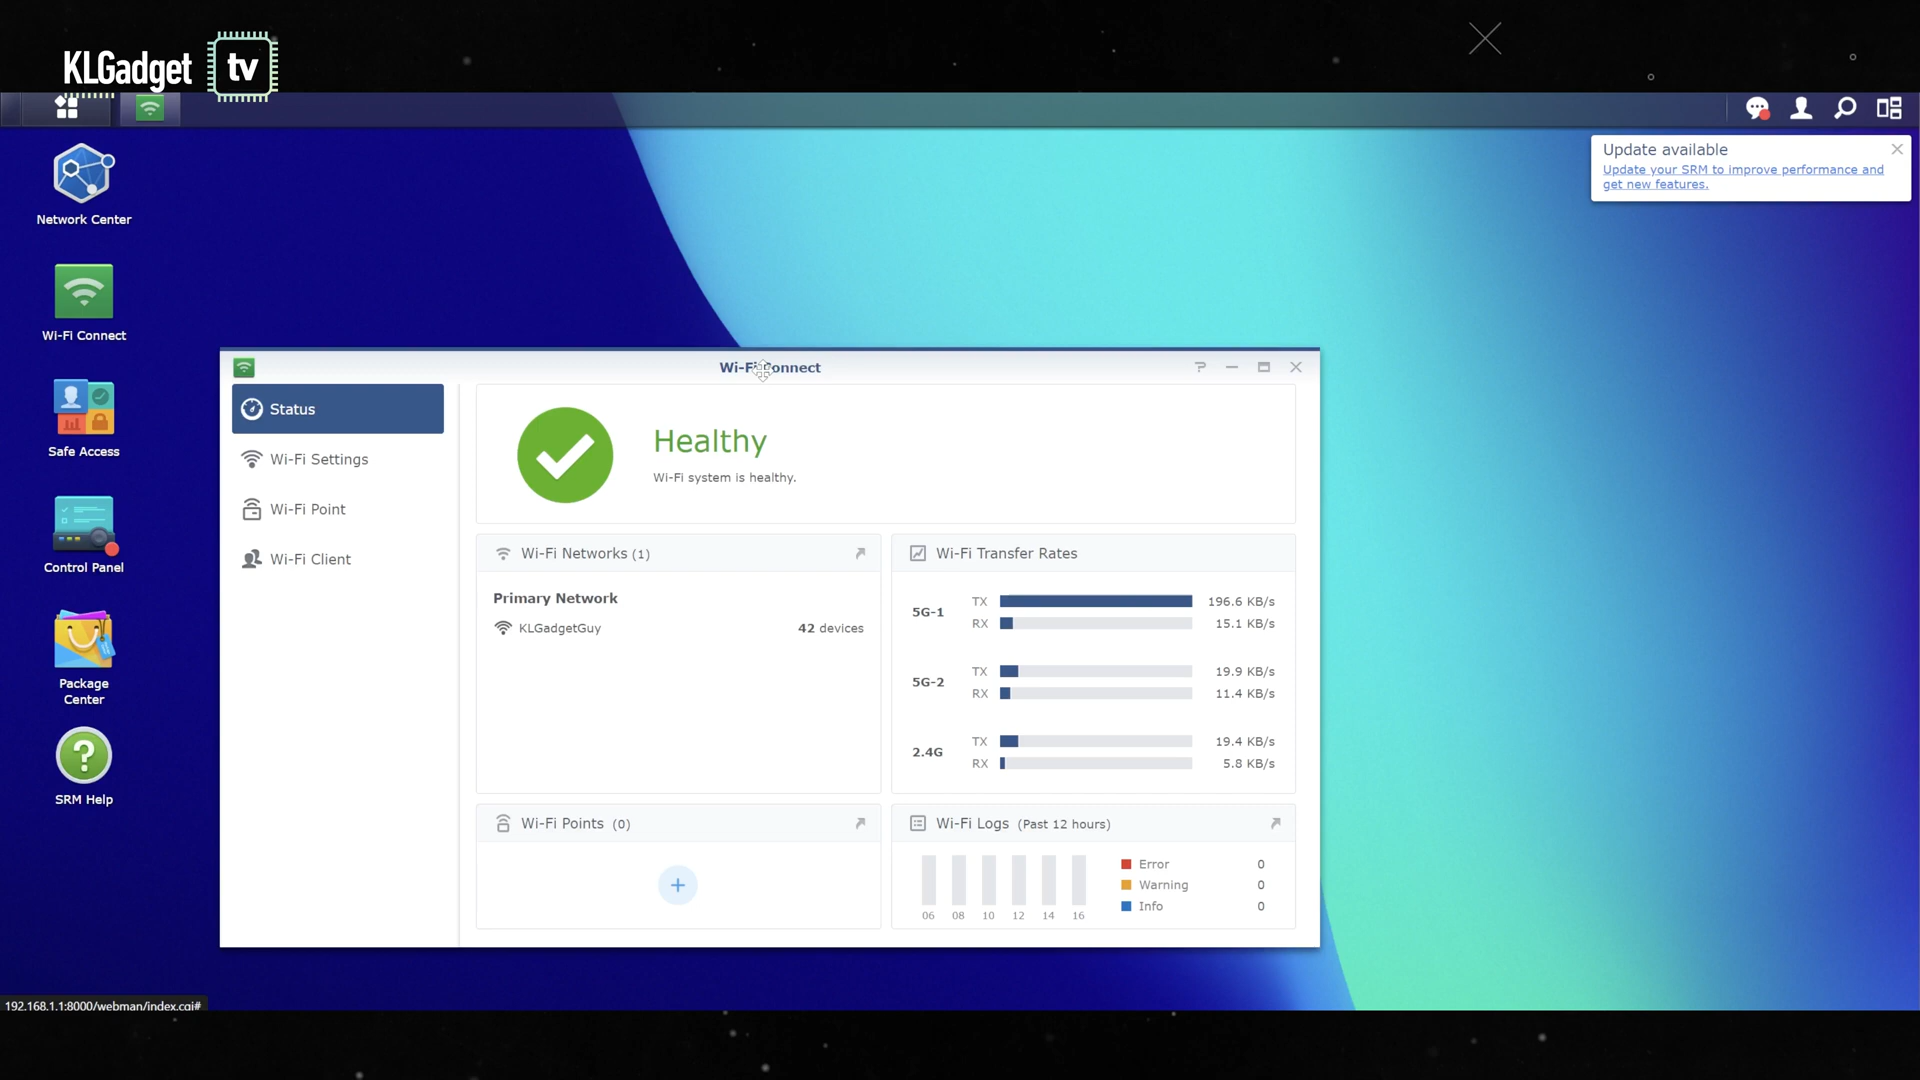 KLGadget tv
Update available
Update your SRM to improve performance and
get new features.
Network Center
Wi-Fi Connect
Safe Access
Control Panel
Package
Center
SRM Help
Wi-Fi Connect
Status
Wi-Fi Settings
Wi-Fi Point
Wi-Fi Client
Healthy
Wi-Fi system is healthy.
Wi-Fi Networks (1)
Primary Network
KLGadgetGuy 42 devices
Wi-Fi Transfer Rates
5G-1
TX 196.6 KB/s
RX 15.1 KB/s
5G-2
TX 19.9 KB/s
RX 11.4 KB/s
2.4G
TX 19.4 KB/s
RX 5.8 KB/s
Wi-Fi Points (0)
Wi-Fi Logs (Past 12 hours)
06 08 10 12 14 16
Error 0
Warning 0
Info 0
192.168.1.1:8000/webman/index.cgi#